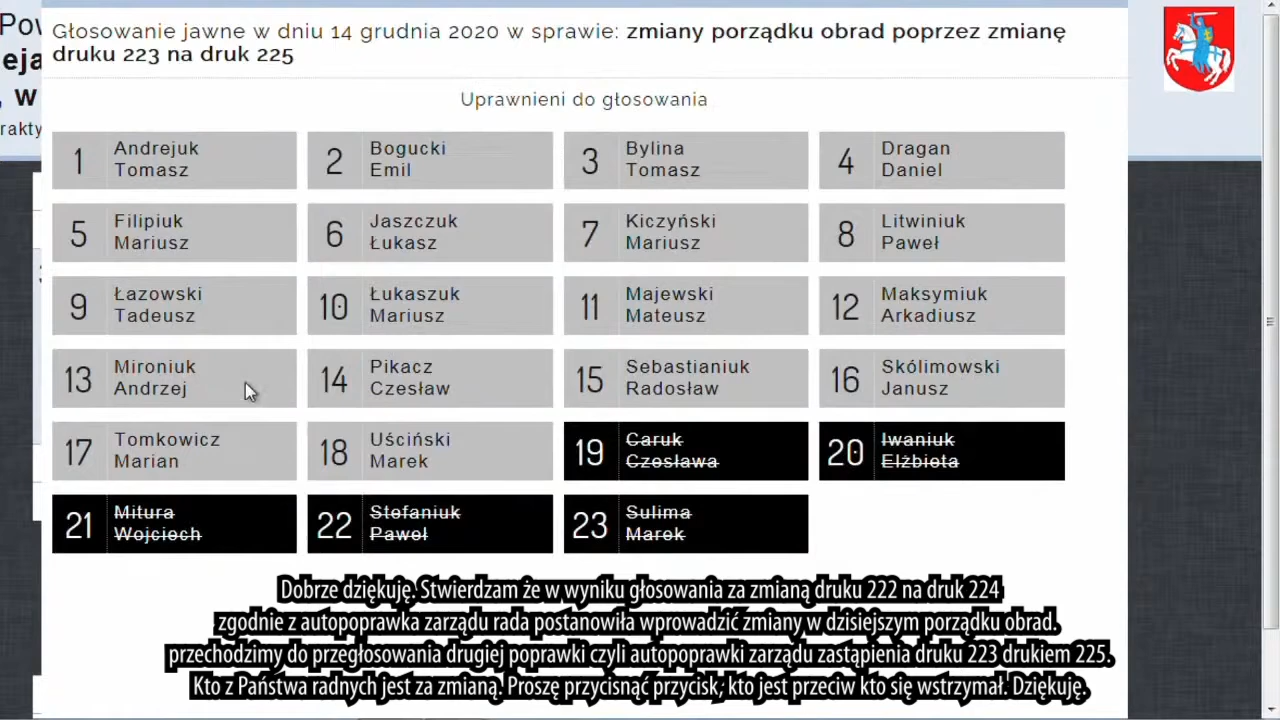 Głosowanie jawne w dniu 14 grudnia 2020 w sprawie: zmiany porządku obrad poprzez zmianę
druku 223 na druk 225
Uprawnieni do głosowania
1 Andrejuk Tomasz
2 Bogucki Emil
3 Bylina Tomasz
4 Dragan Daniel
5 Filipiuk Mariusz
6 Jaszczuk Łukasz
7 Kiczyński Mariusz
8 Litwiniuk Paweł
9 Łazowski Tadeusz
10 Łukaszuk Mariusz
11 Majewski Mateusz
12 Maksymiuk Arkadiusz
13 Mironiuk Andrzej
14 Pikacz Czesław
15 Sebastianiuk Radosław
16 Skólimowski Janusz
17 Tomkowicz Marian
18 Uściński Marek
19 Caruk Czesława
20 Iwaniuk Elżbieta
21 Mitura Wojciech
22 Stefaniuk Paweł
23 Sulima Marek
Dobrze dziękuję. Stwierdzam że w wyniku głosowania za zmianą druku 222 na druk 224
zgodnie z autopoprawka zarządu rada postanowiła wprowadzić zmiany w dzisiejszym porządku obrad.
przechodzimy do przegłosowania drugiej poprawki czyli autopoprawki zarządu zastąpienia druku 223 drukiem 225.
Kto z Państwa radnych jest za zmianą. Proszę przycisnąć przycisk, kto jest przeciw kto się wstrzymał. Dziękuję.